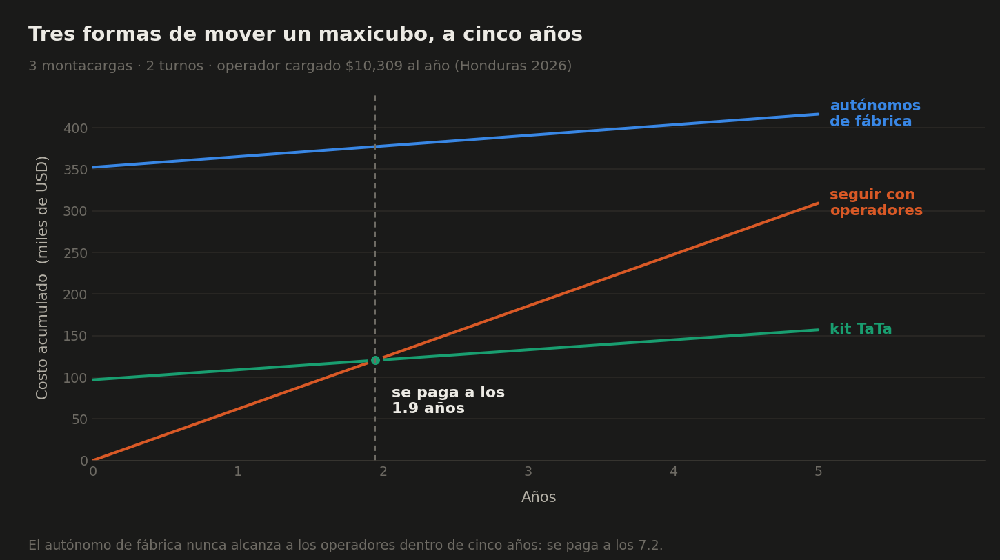 Tres formas de mover un maxicubo, a cinco años
3 montacargas · 2 turnos · operador cargado $10,309 al año (Honduras 2026)
autónomos
de fábrica
seguir con
operadores
kit TaTa
se paga a los
1.9 años
Costo acumulado  (miles de USD)
400
350
300
250
200
150
100
50
0
0 1 2 3 4 5
Años
El autónomo de fábrica nunca alcanza a los operadores dentro de cinco años: se paga a los 7.2.